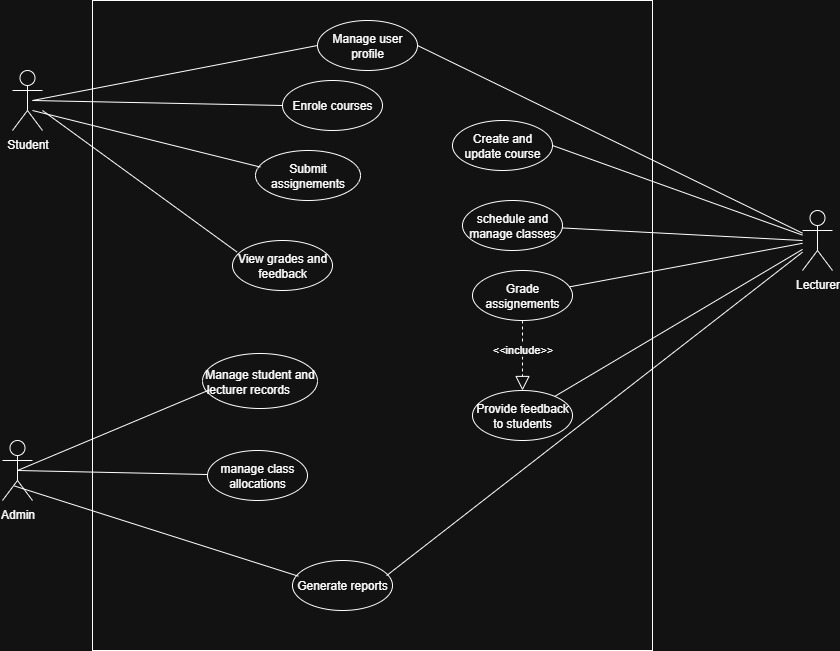 Manage user
profile
Enrole courses
Student
Create and
update course
Submit
assignements
schedule and
manage classes
View grades and
feedback
Lecturer
Grade
assignements
<<include>>
Manage student and
lecturer records
Provide feedback
to students
manage class
allocations
Admin
Generate reports